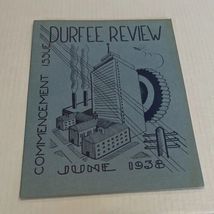 DURFEE REVIEW
COMMENCEMENT ISSUE
JUNE 1938